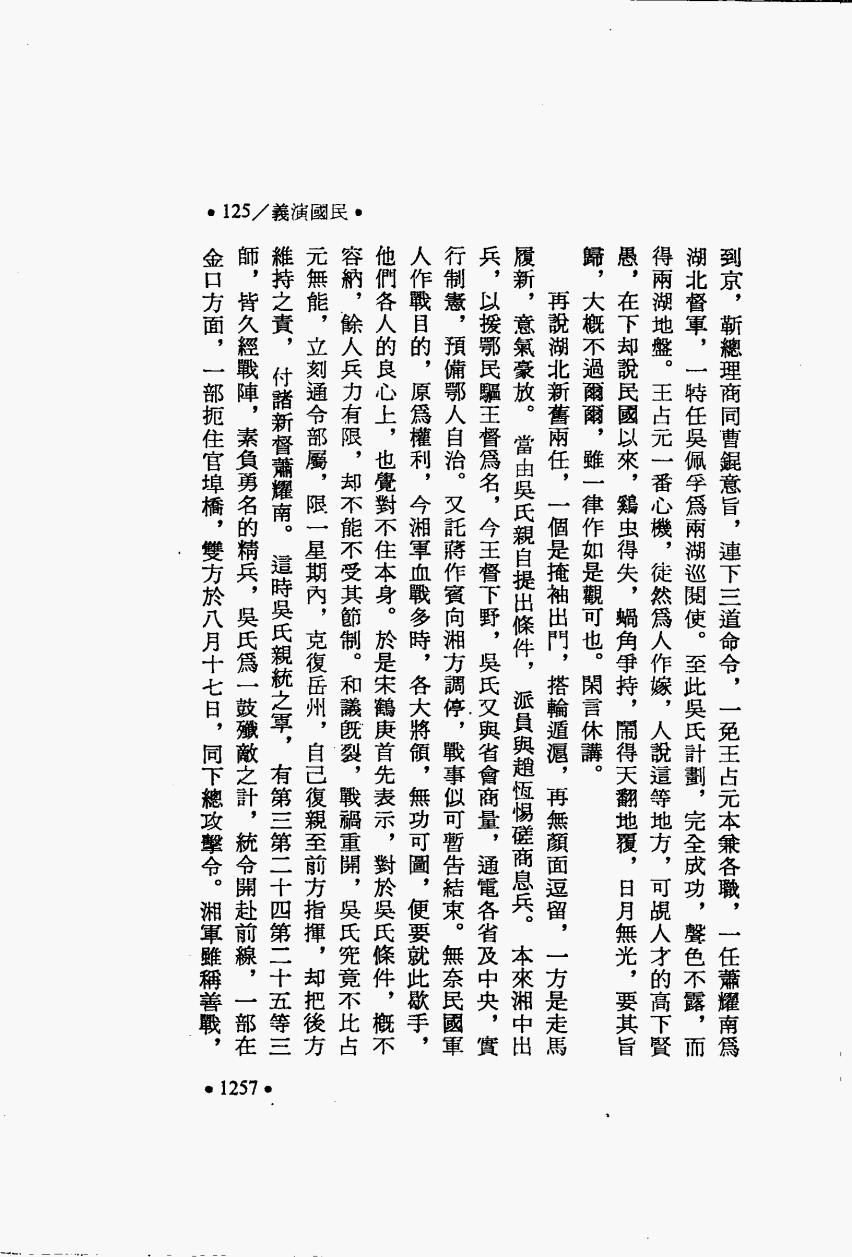 •125／義演國民•
到京，靳總理商同曹錕意旨，連下三道命令，一免王占元本兼各職，一任蕭耀南爲
湖北督軍，一特任吳佩孚爲兩湖巡閱使。至此吳氏計劃，完全成功，聲色不露，而
得兩湖地盤。王占元一番心機，徒然爲人作嫁，人說這等地方，可覘人才的高下賢
愚，在下却說民國以來，鷄虫得失，蝸角爭持，鬧得天翻地覆，日月無光，要其旨
歸，大概不過爾爾，雖一律作如是觀可也。閑言休講。
再說湖北新舊兩任，一個是掩袖出門，搭輪遁滬，再無顏面逗留，一方是走馬
履新，意氣豪放。當由吳氏親自提出條件，派員與趙恆惕磋商息兵。本來湘中出
兵，以援鄂民驅王督爲名，今王督下野，吳氏又與省會商量，通電各省及中央，實
行制憲，預備鄂人自治。又託蔣作賓向湘方調停，戰事似可暫告結束。無奈民國軍
人作戰目的，原爲權利，今湘軍血戰多時，各大將領，無功可圖，便要就此歇手，
他們各人的良心上，也覺對不住本身。於是宋鶴庚首先表示，對於吳氏條件，概不
容納，餘人兵力有限，却不能不受其節制。和議旣裂，戰禍重開，吳氏究竟不比占
元無能，立刻通令部屬，限一星期內，克復岳州，自己復親至前方指揮，却把後方
維持之責，付諸新督蕭耀南。這時吳氏親統之軍，有第三第二十四第二十五等三
師，皆久經戰陣，素負勇名的精兵，吳氏爲一鼓殲敵之計，統令開赴前線，一部在
金口方面，一部扼住官埠橋，雙方於八月十七日，同下總攻擊令。湘軍雖稱善戰，
•1257•